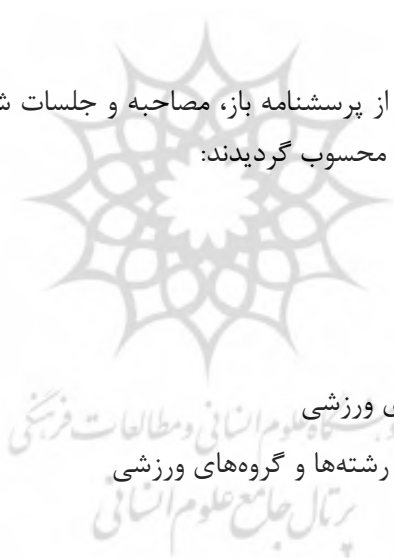 از پرسشنامه باز، مصاحبه و جلسات
محسوب گردیدند:
ورزشی
علوم انسانی و مطالعات فرهنگی
رشته‌ها و گروه‌های ورزشی
پرتال جامع علوم انسانی